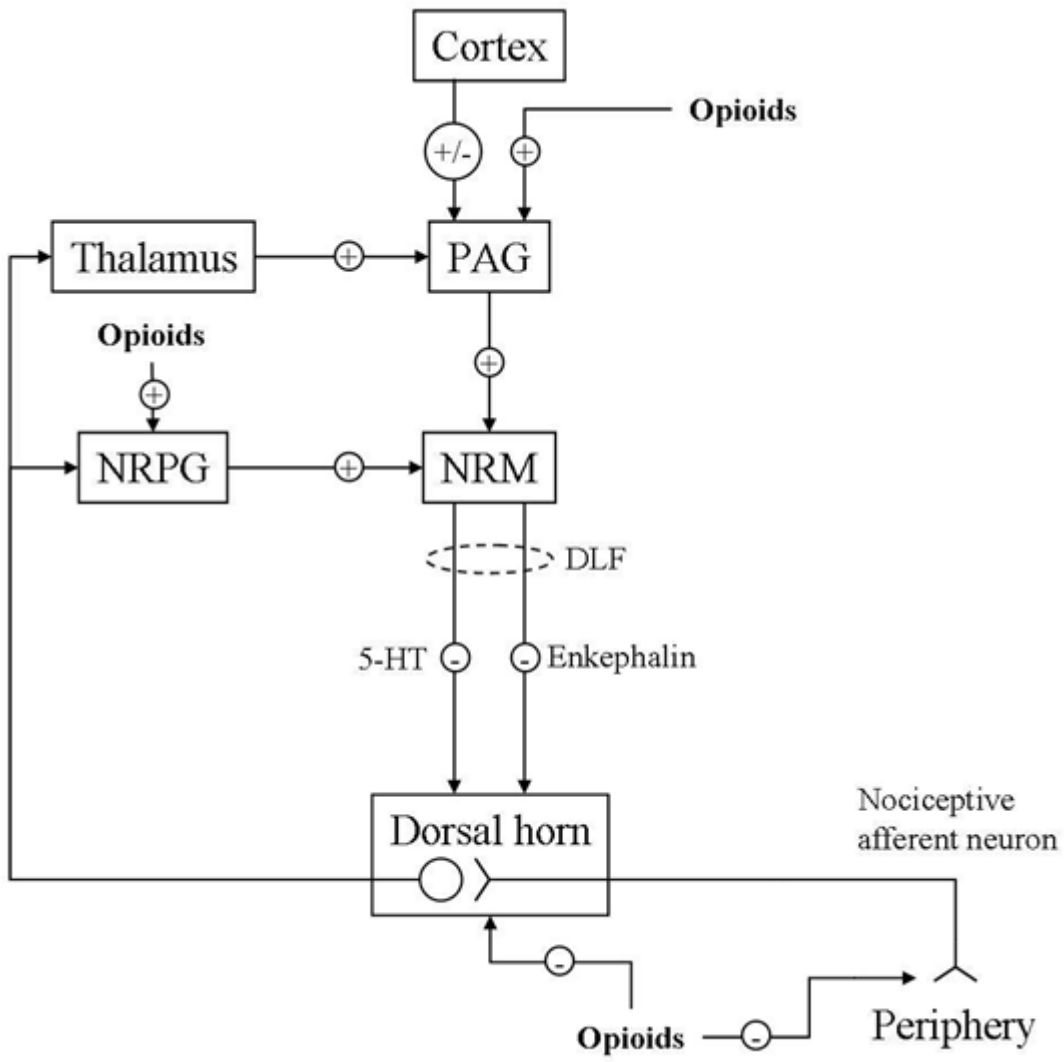 Cortex
Opioids
+/-
+
Thalamus
+
PAG
Opioids
+
+
NRPG
+
NRM
DLF
5-HT
-
-
Enkephalin
Dorsal horn
Nociceptive
afferent neuron
-
Opioids
-
Periphery